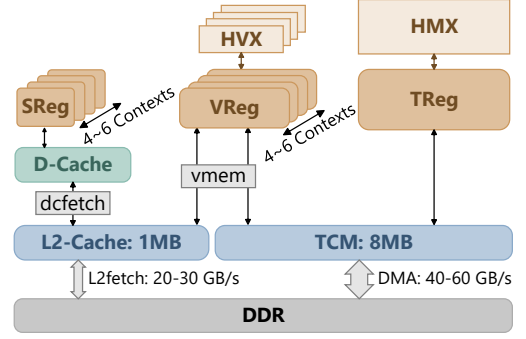 HVX
HMX
SReg
4~6 Contexts
VReg
4~6 Contexts
TReg
D-Cache
dcfetch
vmem
L2-Cache: 1MB
TCM: 8MB
L2fetch: 20-30 GB/s
DMA: 40-60 GB/s
DDR